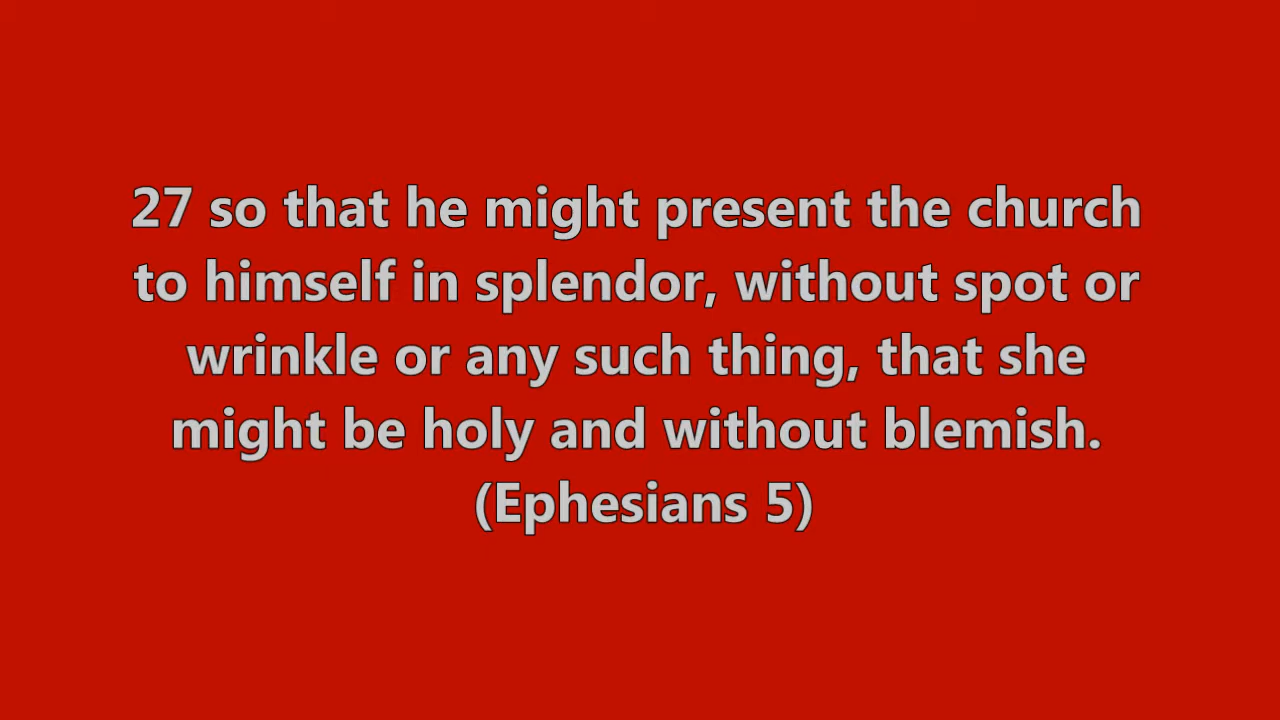 27 so that he might present the church
to himself in splendor, without spot or
wrinkle or any such thing, that she
might be holy and without blemish.
(Ephesians 5)